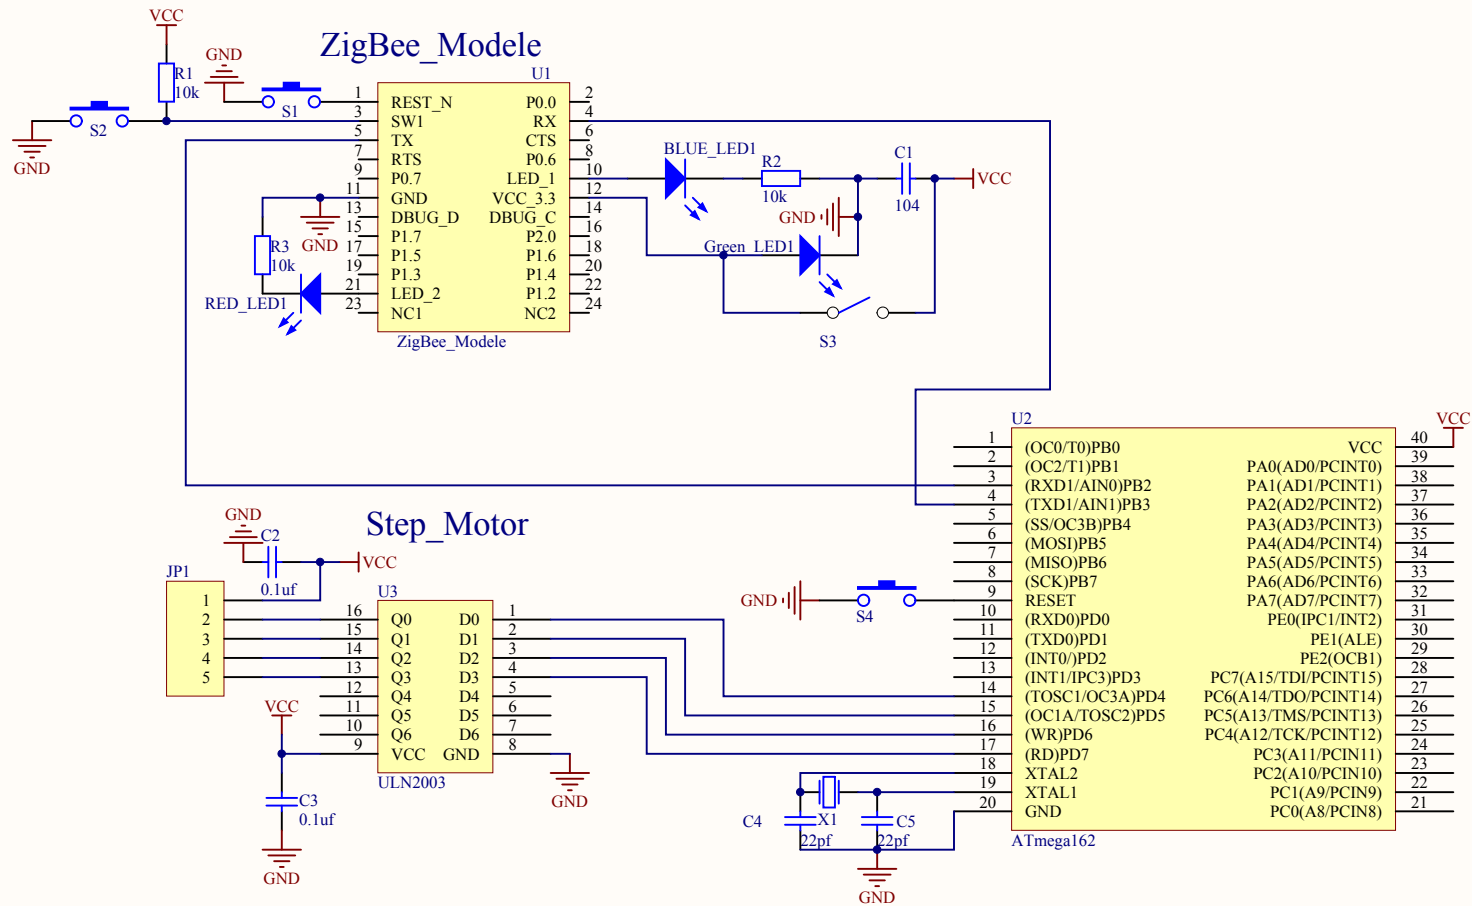 VCC
ZigBee_Modele
GND
R1
10k
S1
S2
GND
U1
1 REST_N P0.0 2
3 SW1 RX 4
5 TX CTS 6
7 RTS P0.6 8
9 P0.7 LED_1 10
11 GND VCC_3.3 12
13 DBUG_D DBUG_C 14
15 P1.7 P2.0 16
17 P1.5 P1.6 18
19 P1.3 P1.4 20
21 LED_2 P1.2 22
23 NC1 NC2 24
ZigBee_Modele
GND
R3
10k
RED_LED1
BLUE_LED1
R2
10k
C1
104
VCC
GND
Green_LED1
S3
U2
VCC
1 (OC0/T0)PB0 VCC 40
2 (OC2/T1)PB1 PA0(AD0/PCINT0) 39
3 (RXD1/AIN0)PB2 PA1(AD1/PCINT1) 38
4 (TXD1/AIN1)PB3 PA2(AD2/PCINT2) 37
5 (SS/OC3B)PB4 PA3(AD3/PCINT3) 36
6 (MOSI)PB5 PA4(AD4/PCINT4) 35
7 (MISO)PB6 PA5(AD5/PCINT5) 34
8 (SCK)PB7 PA6(AD6/PCINT6) 33
9 RESET PA7(AD7/PCINT7) 32
10 (RXD0)PD0 PE0(IPC1/INT2) 31
11 (TXD0)PD1 PE1(ALE) 30
12 (INT0/)PD2 PE2(OCB1) 29
13 (INT1/IPC3)PD3 PC7(A15/TDI/PCINT15) 28
14 (TOSC1/OC3A)PD4 PC6(A14/TDO/PCINT14) 27
15 (OC1A/TOSC2)PD5 PC5(A13/TMS/PCINT13) 26
16 (WR)PD6 PC4(A12/TCK/PCINT12) 25
17 (RD)PD7 PC3(A11/PCIN11) 24
18 XTAL2 PC2(A10/PCIN10) 23
19 XTAL1 PC1(A9/PCIN9) 22
20 GND PC0(A8/PCIN8) 21
ATmega162
GND
S4
C4
22pf
X1
C5
22pf
GND
Step_Motor
GND
C2
0.1uf
VCC
JP1
1
2
3
4
5
U3
16 Q0 D0 1
15 Q1 D1 2
14 Q2 D2 3
13 Q3 D3 4
12 Q4 D4 5
11 Q5 D5 6
10 Q6 D6 7
9 VCC GND 8
ULN2003
VCC
C3
0.1uf
GND
GND